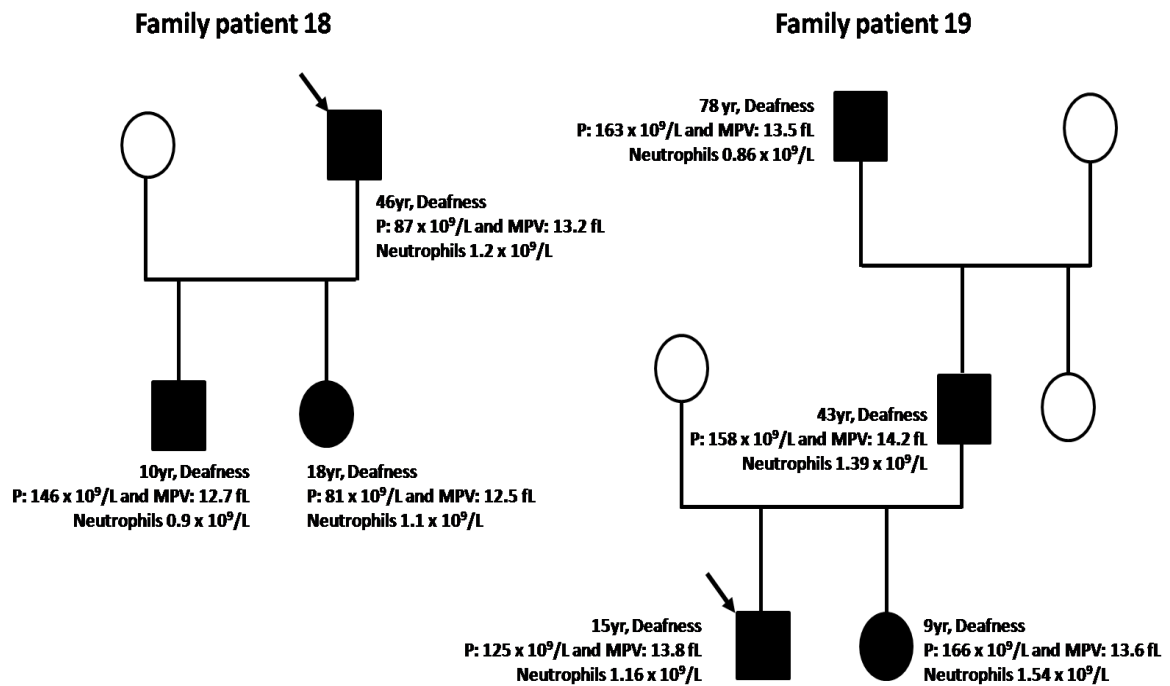 Family patient 18
46yr, Deafness
P: 87 x 10⁹/L and MPV: 13.2 fL
Neutrophils 1.2 x 10⁹/L
10yr, Deafness
P: 146 x 10⁹/L and MPV: 12.7 fL
Neutrophils 0.9 x 10⁹/L
18yr, Deafness
P: 81 x 10⁹/L and MPV: 12.5 fL
Neutrophils 1.1 x 10⁹/L
Family patient 19
78 yr, Deafness
P: 163 x 10⁹/L and MPV: 13.5 fL
Neutrophils 0.86 x 10⁹/L
43yr, Deafness
P: 158 x 10⁹/L and MPV: 14.2 fL
Neutrophils 1.39 x 10⁹/L
15yr, Deafness
P: 125 x 10⁹/L and MPV: 13.8 fL
Neutrophils 1.16 x 10⁹/L
9yr, Deafness
P: 166 x 10⁹/L and MPV: 13.6 fL
Neutrophils 1.54 x 10⁹/L